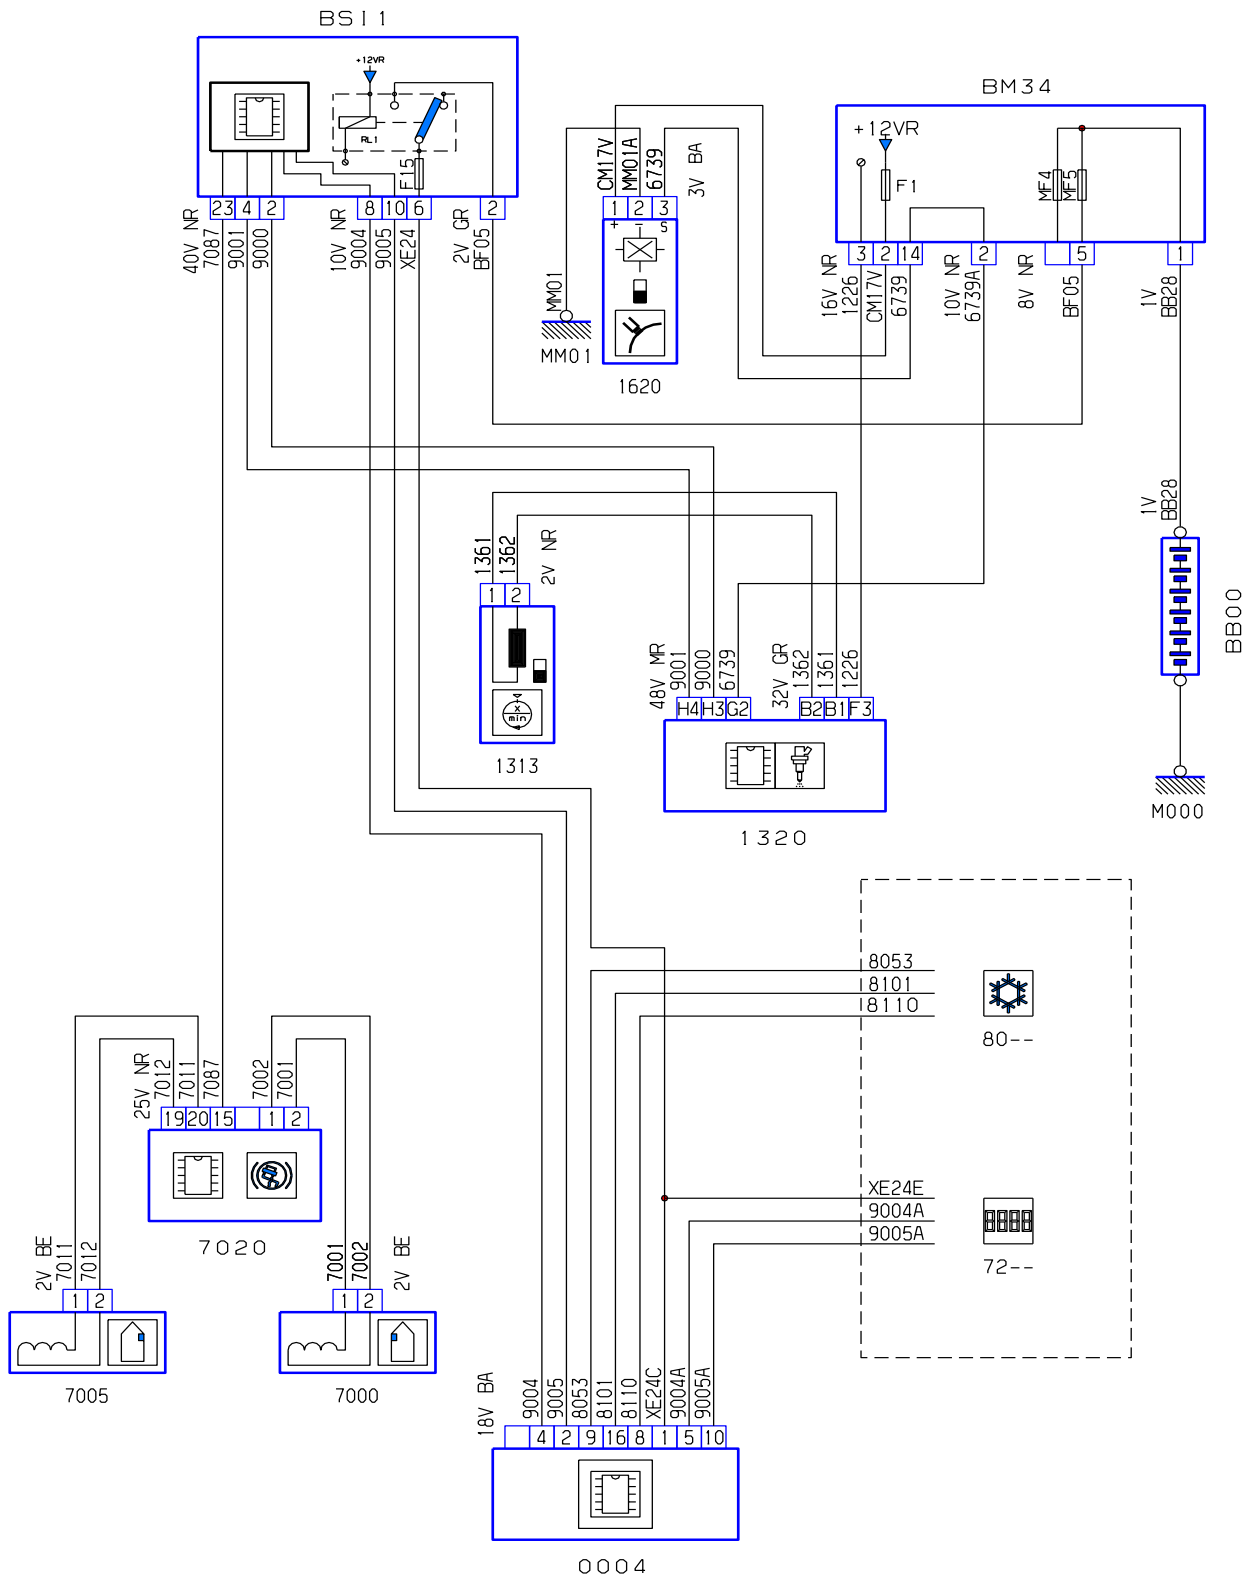 BSI1
+12VR
RL1
F15
23 4 2
8 10 6
2
40V NR
7087
9001
9000
10V NR
9004
9005
XE24
2V GR
BF05
CM17V
MM01A
6739
3V BA
1 2 3
+ – S
MM01
MM01
1620
BM34
+12VR
F1
MF4
MF5
3 2 14
2
5
1
16V NR
1226
CM17V
6739
10V NR
6739A
8V NR
BF05
1V
BB28
1V
BB28
BB00
M000
1361
1362
2V NR
1 2
x
min
1313
48V MR
9001
9000
6739
32V GR
1362
1361
1226
H4 H3 G2
B2 B1 F3
1320
8053
8101
8110
80--
XE24E
9004A
9005A
72--
25V NR
7012
7011
7087
7002
7001
19 20 15
1 2
7020
2V BE
7011
7012
1 2
7005
7001
7002
2V BE
1 2
7000
18V BA
9004
9005
8053
8101
8110
XE24C
9004A
9005A
4 2 9 16 8 1 5 10
0004